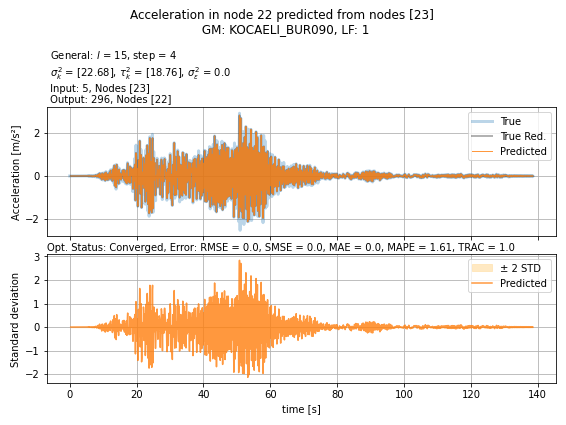 Acceleration in node 22 predicted from nodes [23]
GM: KOCAELI_BUR090, LF: 1
General: l = 15, step = 4
σ²ₖ = [22.68], τ²ₖ = [18.76], σ²ε = 0.0
Input: 5, Nodes [23]
Output: 296, Nodes [22]
True
True Red.
Predicted
Acceleration [m/s²]
2
0
−2
Opt. Status: Converged, Error: RMSE = 0.0, SMSE = 0.0, MAE = 0.0, MAPE = 1.61, TRAC = 1.0
± 2 STD
Predicted
Standard deviation
3
2
1
0
−1
−2
0 20 40 60 80 100 120 140
time [s]